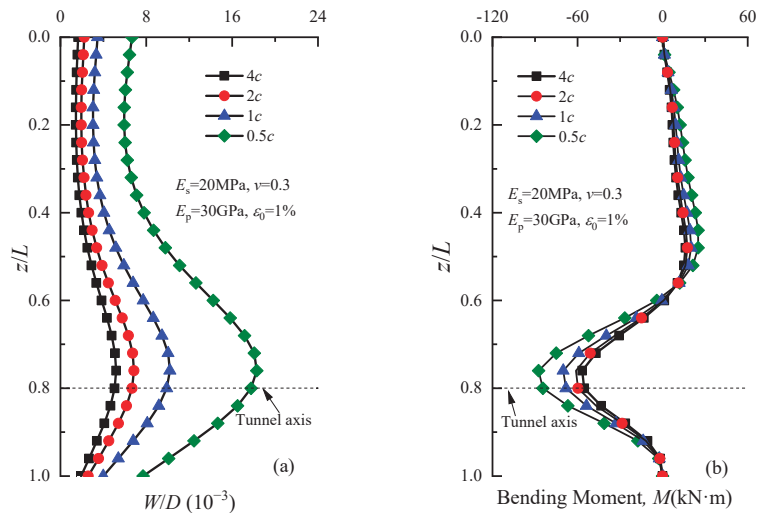 0 8 16 24
0.0
0.2
0.4
0.6
0.8
1.0
z/L
4c
2c
1c
0.5c
Es=20MPa, ν=0.3
Ep=30GPa, ε0=1%
Tunnel axis
(a)
W/D (10⁻³)
-120 -60 0 60
0.0
0.2
0.4
0.6
0.8
1.0
z/L
4c
2c
1c
0.5c
Es=20MPa, ν=0.3
Ep=30GPa, ε0=1%
Tunnel axis
(b)
Bending Moment, M(kN·m)